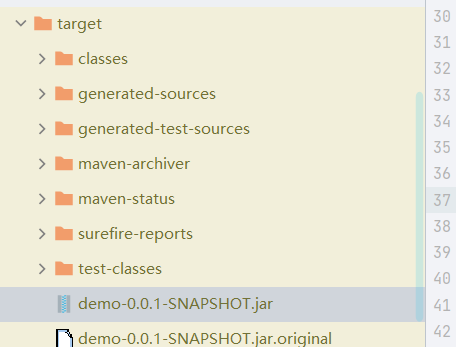 target
classes
generated-sources
generated-test-sources
maven-archiver
maven-status
surefire-reports
test-classes
demo-0.0.1-SNAPSHOT.jar
demo-0.0.1-SNAPSHOT.jar.original
30
31
32
33
34
35
36
37
38
39
40
41
42